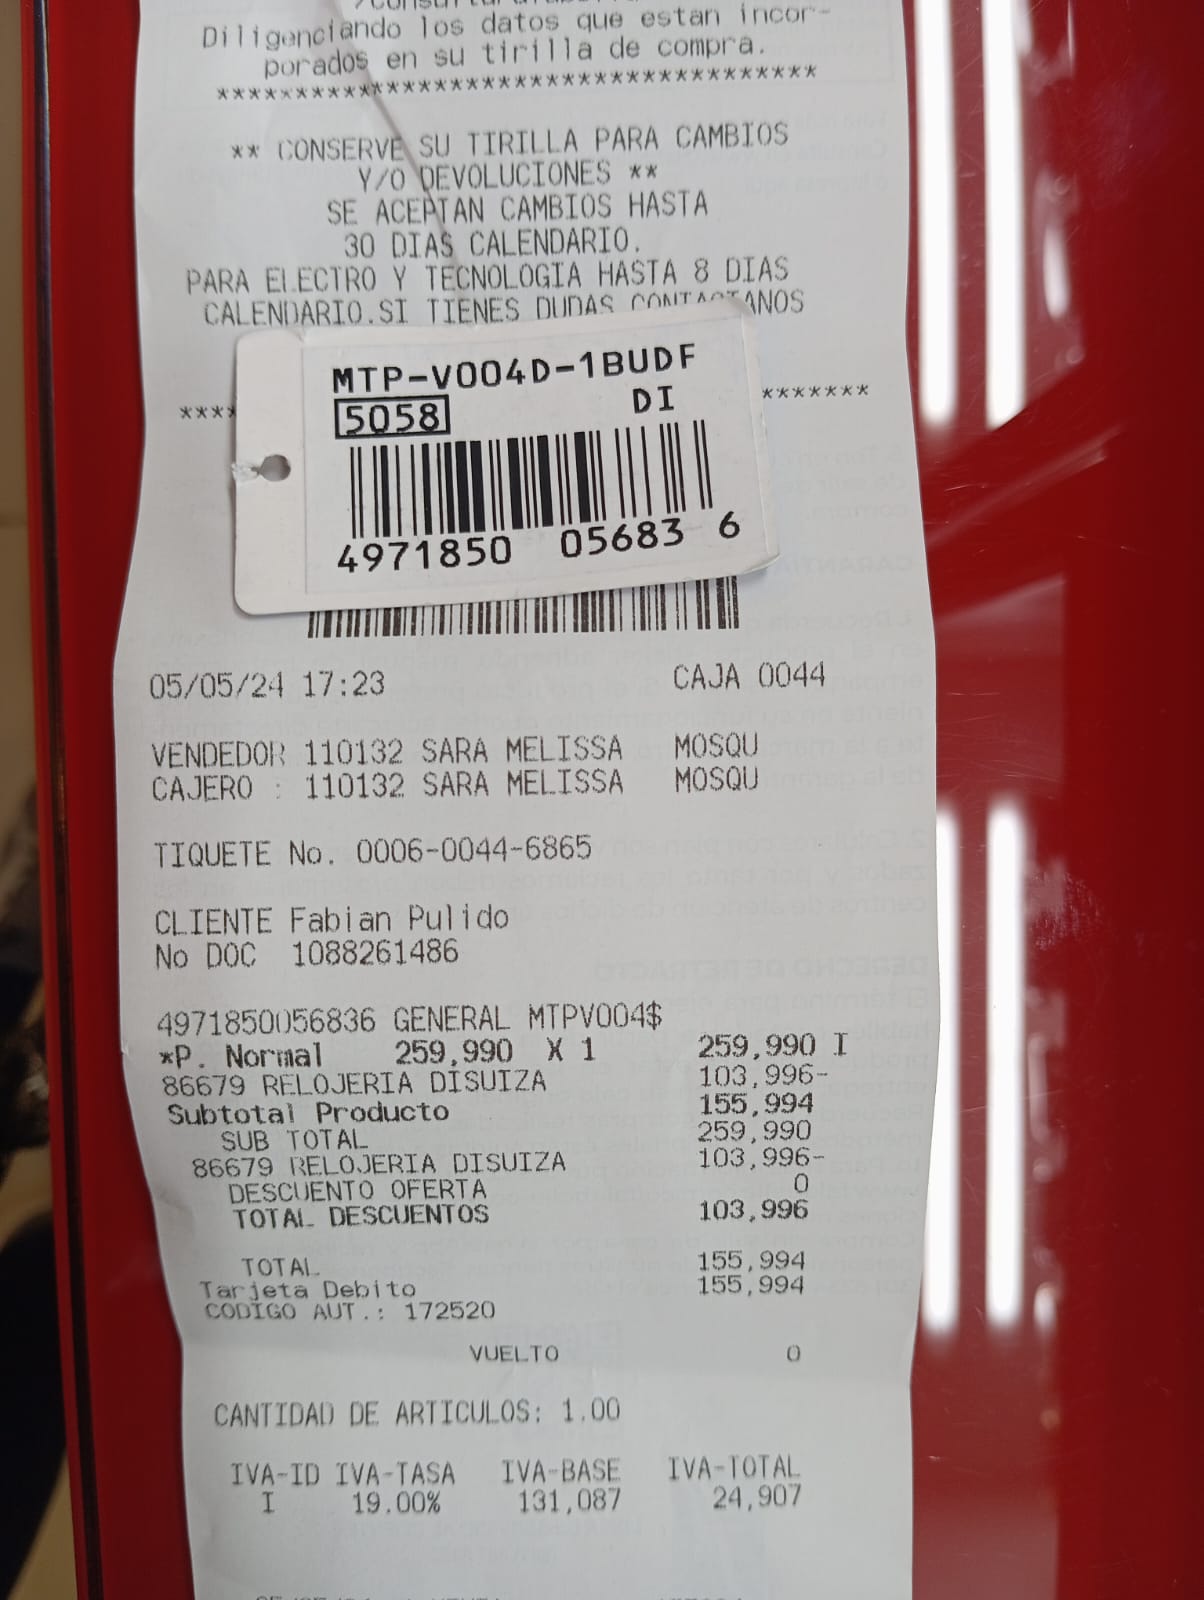 Diligenciando los datos que estan incor-
porados en su tirilla de compra.
*******************************
** CONSERVE SU TIRILLA PARA CAMBIOS
Y/O DEVOLUCIONES **
SE ACEPTAN CAMBIOS HASTA
30 DIAS CALENDARIO.
PARA ELECTRO Y TECNOLOGIA HASTA 8 DIAS
CALENDARIO.SI TIENES DUDAS CONTACTANOS
MTP-V004D-1BUDF
5058 DI
**** *******
4971850 05683 6
05/05/24 17:23 CAJA 0044
VENDEDOR 110132 SARA MELISSA MOSQU
CAJERO : 110132 SARA MELISSA MOSQU
TIQUETE No. 0006-0044-6865
CLIENTE Fabian Pulido
No DOC 1088261486
4971850056836 GENERAL MTPV004$
*P. Normal 259,990 X 1 259,990 I
86679 RELOJERIA DISUIZA 103,996-
Subtotal Producto 155,994
SUB TOTAL 259,990
86679 RELOJERIA DISUIZA 103,996-
DESCUENTO OFERTA 0
TOTAL DESCUENTOS 103,996
TOTAL 155,994
Tarjeta Debito 155,994
CODIGO AUT.: 172520
VUELTO 0
CANTIDAD DE ARTICULOS: 1.00
IVA-ID IVA-TASA IVA-BASE IVA-TOTAL
I 19.00% 131,087 24,907